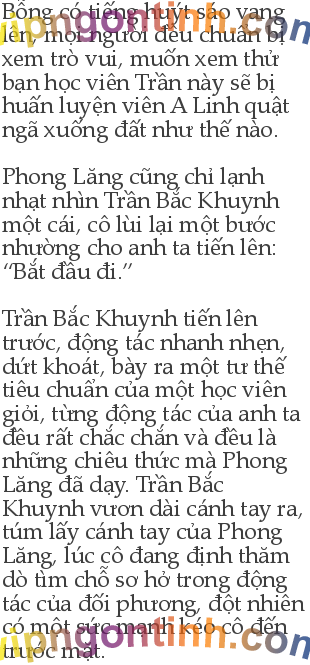 Bỗng có tiếng huýt sáo vang
lên, mọi người đều chuẩn bị
xem trò vui, muốn xem thử
bạn học viên Trần này sẽ bị
huấn luyện viên A Linh quật
ngã xuống đất như thế nào.
Phong Lăng cũng chỉ lạnh
nhạt nhìn Trần Bắc Khuynh
một cái, cô lùi lại một bước
nhường cho anh ta tiến lên:
“Bắt đầu đi.”
Trần Bắc Khuynh tiến lên
trước, động tác nhanh nhẹn,
dứt khoát, bày ra một tư thế
tiêu chuẩn của một học viên
giỏi, từng động tác của anh ta
đều rất chắc chắn và đều là
những chiêu thức mà Phong
Lăng đã dạy. Trần Bắc
Khuynh vươn dài cánh tay ra,
túm lấy cánh tay của Phong
Lăng, lúc cô đang định thăm
dò tìm chỗ sơ hở trong động
tác của đối phương, đột nhiên
có một sức mạnh kéo cô đến
trước mặt.
vipngontinh.com
vipngontinh.com